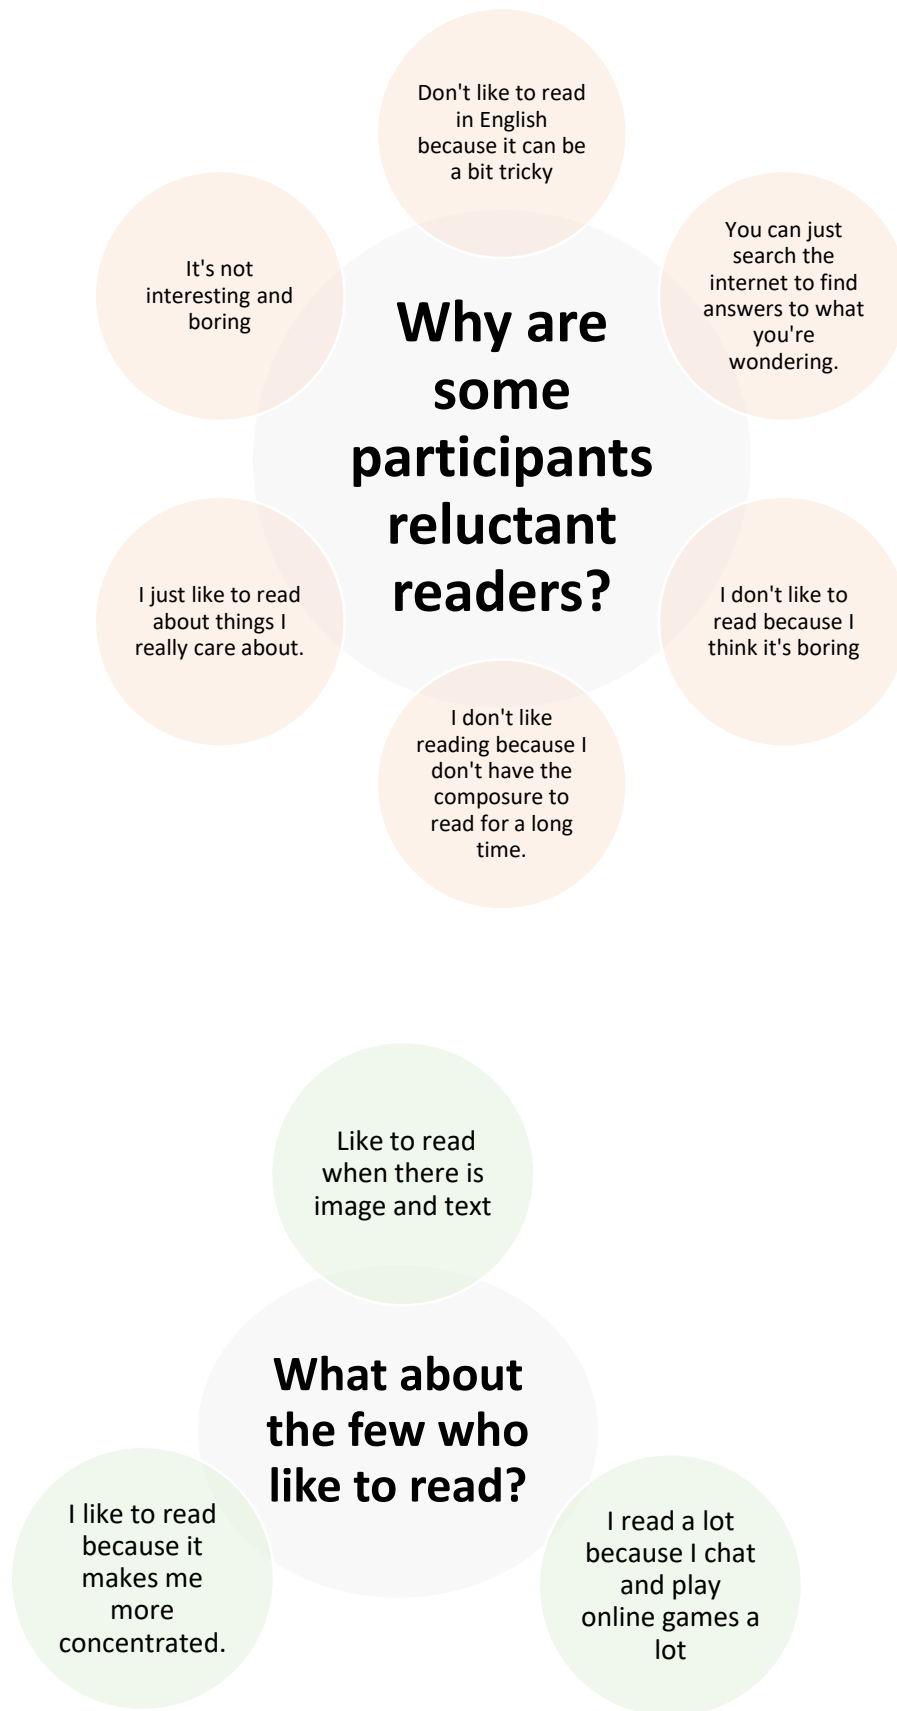 Don't like to read
in English
because it can be
a bit tricky
You can just
search the
internet to find
answers to what
you're
wondering.
It's not
interesting and
boring
Why are
some
participants
reluctant
readers?
I just like to read
about things I
really care about.
I don't like to
read because I
think it's boring
I don't like
reading because I
don't have the
composure to
read for a long
time.
Like to read
when there is
image and text
What about
the few who
like to read?
I like to read
because it
makes me
more
concentrated.
I read a lot
because I chat
and play
online games a
lot